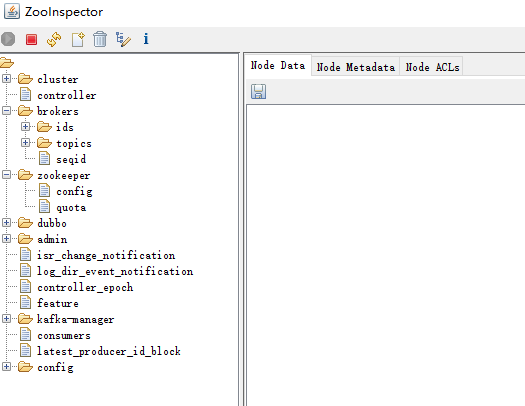 ZooInspector
Node Data Node Metadata Node ACLs
cluster
controller
brokers
ids
topics
seqid
zookeeper
config
quota
dubbo
admin
isr_change_notification
log_dir_event_notification
controller_epoch
feature
kafka-manager
consumers
latest_producer_id_block
config